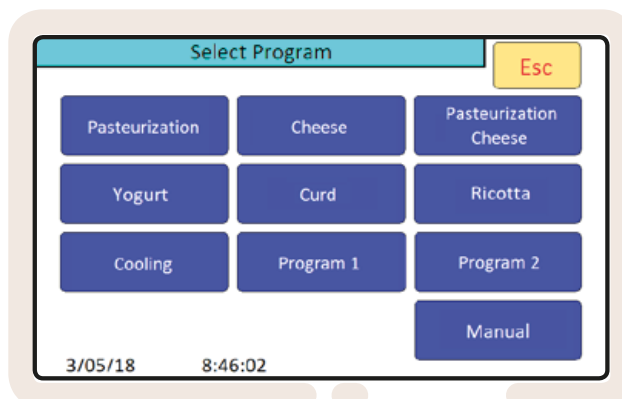 Select Program
Esc
Pasteurization
Cheese
Pasteurization
Cheese
Yogurt
Curd
Ricotta
Cooling
Program 1
Program 2
Manual
3/05/18 8:46:02